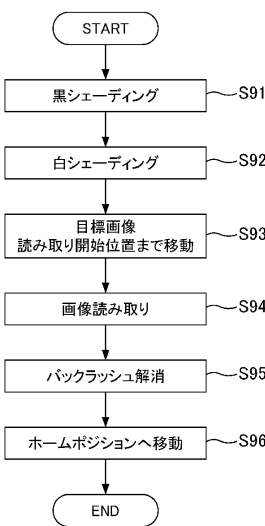 START
黒シェーディング
S91
白シェーディング
S92
目標画像
読み取り開始位置まで移動
S93
画像読み取り
S94
バックラッシュ解消
S95
ホームポジションへ移動
S96
END